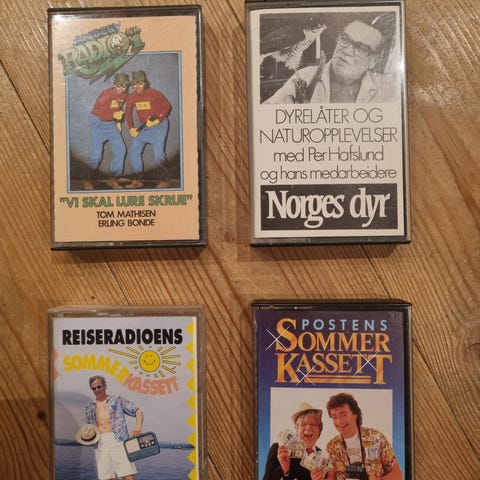 RADIO
"VI SKAL LURE SKRUE"
TOM MATHISEN
ERLING BONDE
DYRELÅTER OG
NATUROPPLEVELSER
med Per Hafslund
og hans medarbeidere
Norges dyr
REISERADIOENS
SOMMERKASSETT
POSTENS
SOMMER
KASSETT